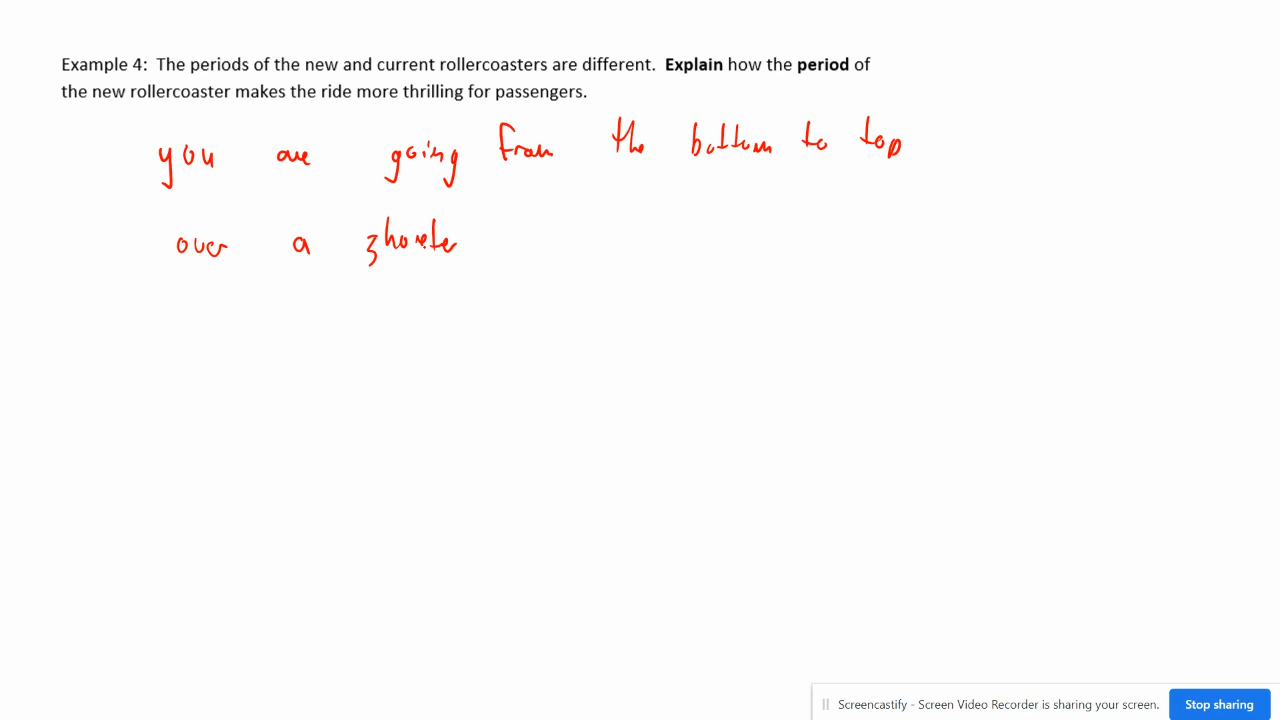 Example 4: The periods of the new and current rollercoasters are different. Explain how the period of
the new rollercoaster makes the ride more thrilling for passengers.
you are going from the bottom to top
over a shorter
Screencastify - Screen Video Recorder is sharing your screen. Stop sharing